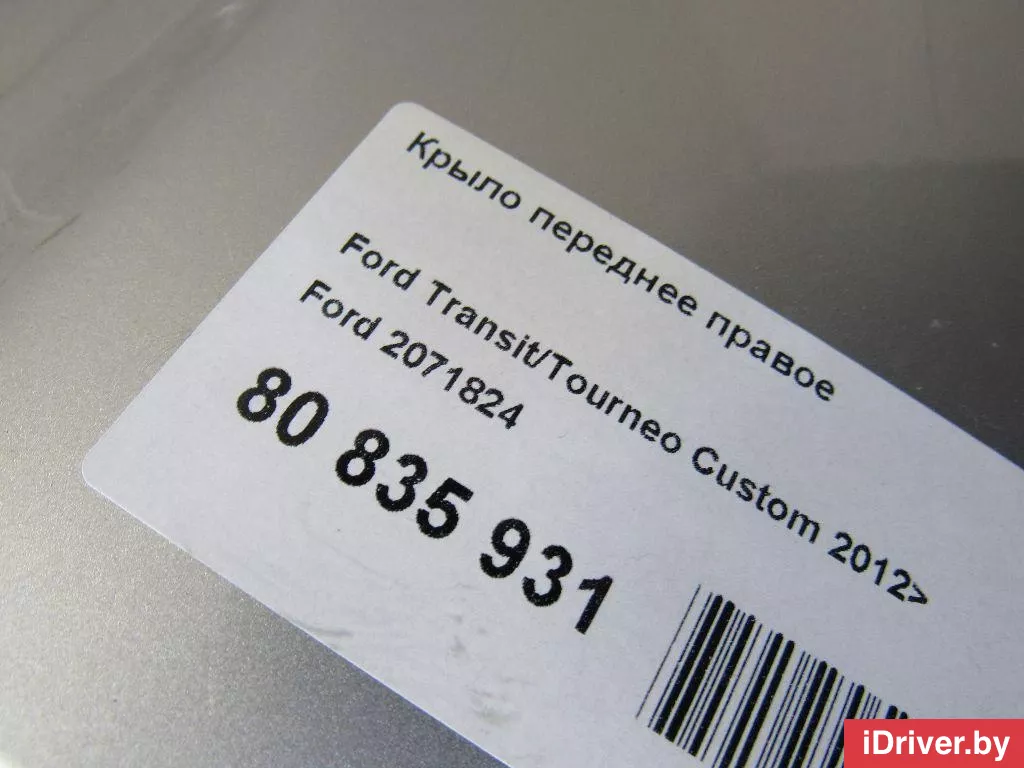 Крыло переднее правое
Ford Transit/Tourneo Custom 2012>
Ford 2071824
80 835 931
iDriver.by